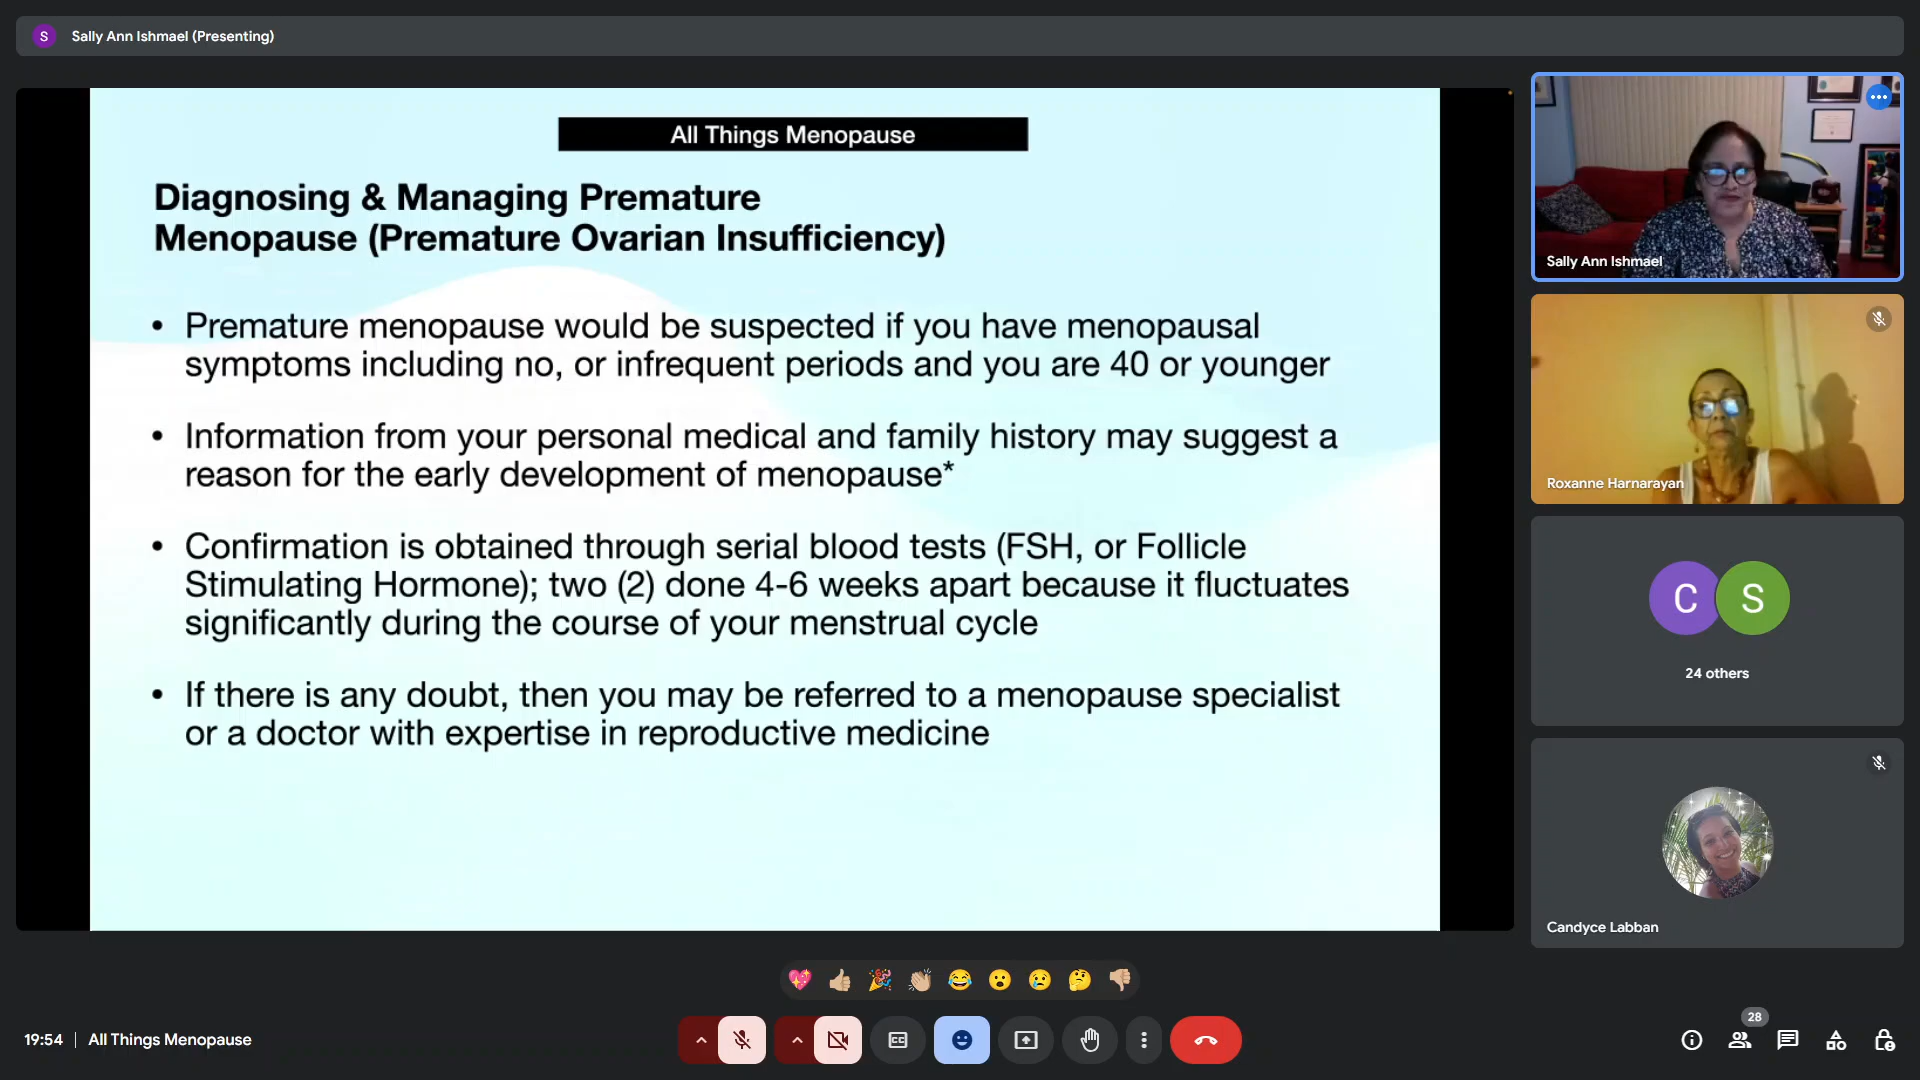 S Sally Ann Ishmael (Presenting)
All Things Menopause
Diagnosing & Managing Premature
Menopause (Premature Ovarian Insufficiency)
• Premature menopause would be suspected if you have menopausal
symptoms including no, or infrequent periods and you are 40 or younger
• Information from your personal medical and family history may suggest a
reason for the early development of menopause*
• Confirmation is obtained through serial blood tests (FSH, or Follicle
Stimulating Hormone); two (2) done 4-6 weeks apart because it fluctuates
significantly during the course of your menstrual cycle
• If there is any doubt, then you may be referred to a menopause specialist
or a doctor with expertise in reproductive medicine
Sally Ann Ishmael
Roxanne Harnarayan
C S
24 others
Candyce Labban
19:54 | All Things Menopause
CC
28